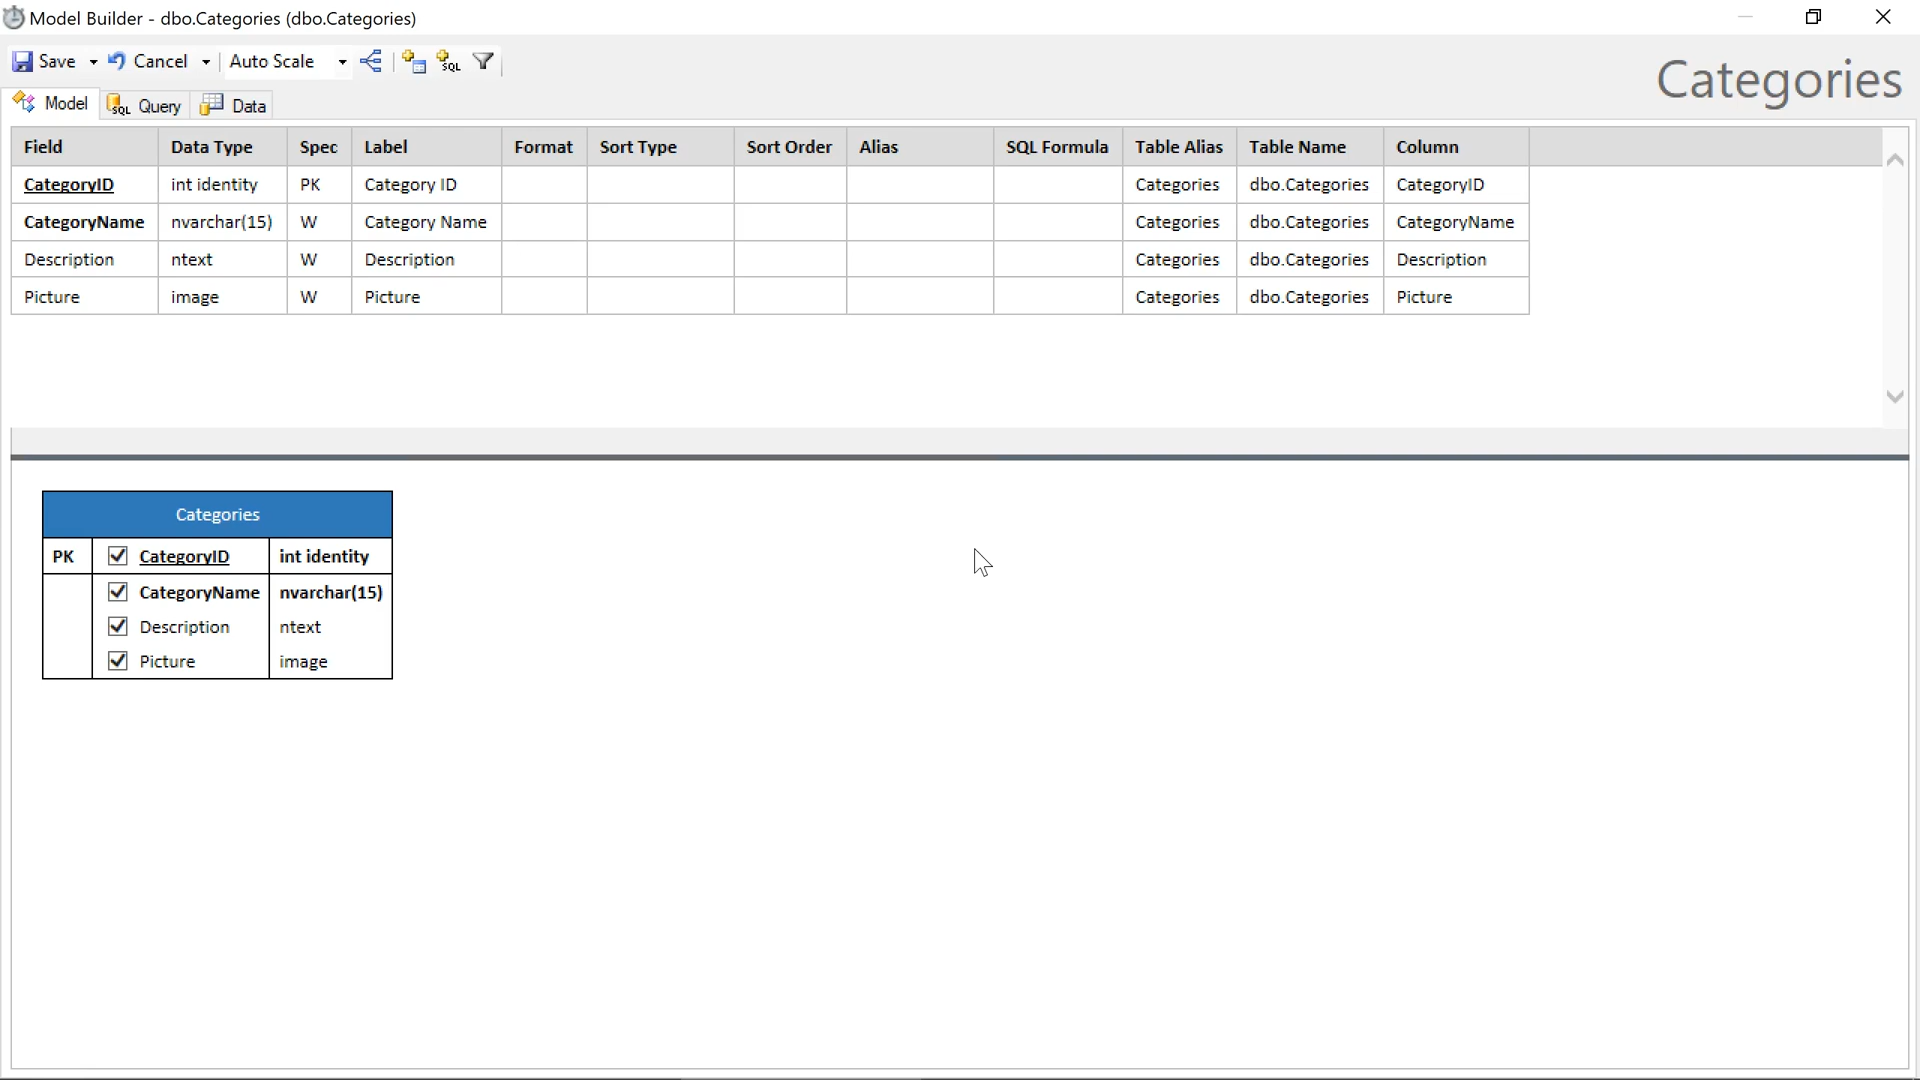 Model Builder - dbo.Categories (dbo.Categories)
Save Cancel Auto Scale SQL
Categories
Model SQL Query Data
Field Data Type Spec Label Format Sort Type Sort Order Alias SQL Formula Table Alias Table Name Column
CategoryID int identity PK Category ID Categories dbo.Categories CategoryID
CategoryName nvarchar(15) W Category Name Categories dbo.Categories CategoryName
Description ntext W Description Categories dbo.Categories Description
Picture image W Picture Categories dbo.Categories Picture
Categories
PK CategoryID int identity
CategoryName nvarchar(15)
Description ntext
Picture image